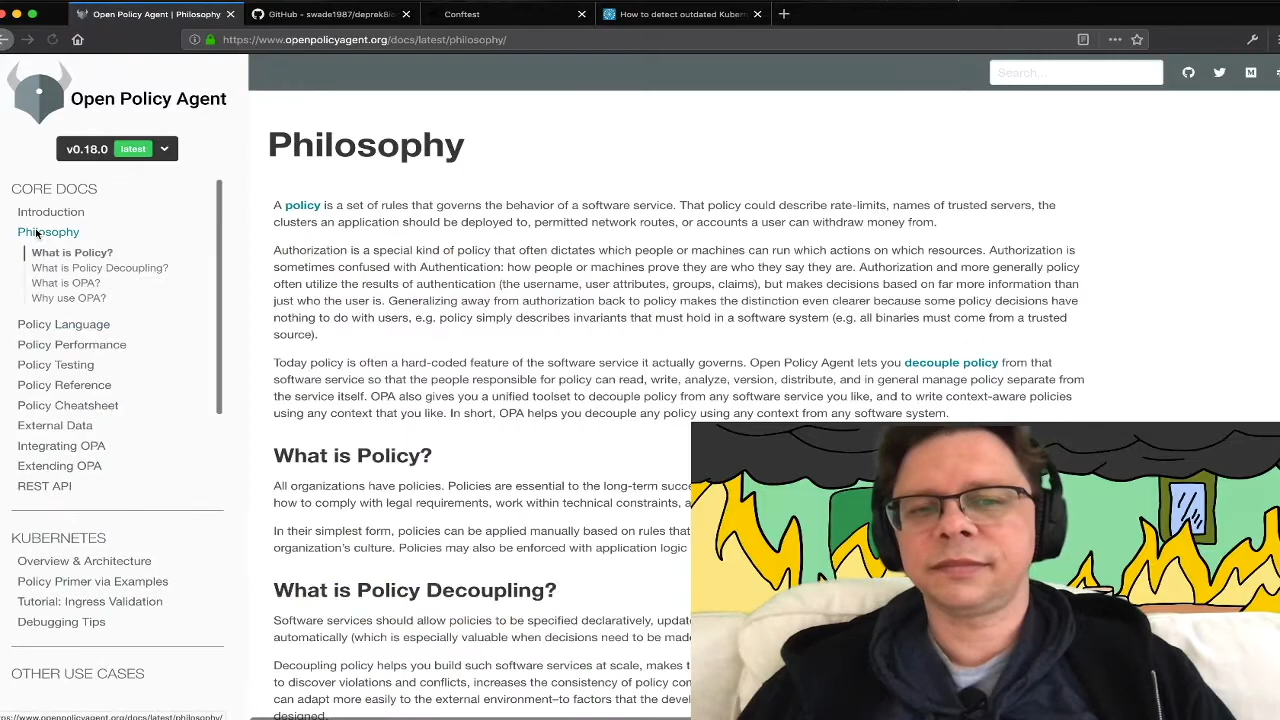 Open Policy Agent | Philosophy
GitHub - swade1987/deprek8
Conftest
How to detect outdated Kubern
https://www.openpolicyagent.org/docs/latest/philosophy/
Open Policy Agent
Search...
v0.18.0 latest
CORE DOCS
Introduction
Philosophy
What is Policy?
What is Policy Decoupling?
What is OPA?
Why use OPA?
Policy Language
Policy Performance
Policy Testing
Policy Reference
Policy Cheatsheet
External Data
Integrating OPA
Extending OPA
REST API
KUBERNETES
Overview & Architecture
Policy Primer via Examples
Tutorial: Ingress Validation
Debugging Tips
OTHER USE CASES
ps://www.openpolicyagent.org/docs/latest/philosophy/
Philosophy
A policy is a set of rules that governs the behavior of a software service. That policy could describe rate-limits, names of trusted servers, the
clusters an application should be deployed to, permitted network routes, or accounts a user can withdraw money from.
Authorization is a special kind of policy that often dictates which people or machines can run which actions on which resources. Authorization is
sometimes confused with Authentication: how people or machines prove they are who they say they are. Authorization and more generally policy
often utilize the results of authentication (the username, user attributes, groups, claims), but makes decisions based on far more information than
just who the user is. Generalizing away from authorization back to policy makes the distinction even clearer because some policy decisions have
nothing to do with users, e.g. policy simply describes invariants that must hold in a software system (e.g. all binaries must come from a trusted
source).
Today policy is often a hard-coded feature of the software service it actually governs. Open Policy Agent lets you decouple policy from that
software service so that the people responsible for policy can read, write, analyze, version, distribute, and in general manage policy separate from
the service itself. OPA also gives you a unified toolset to decouple policy from any software service you like, and to write context-aware policies
using any context that you like. In short, OPA helps you decouple any policy using any context from any software system.
What is Policy?
All organizations have policies. Policies are essential to the long-term succe
how to comply with legal requirements, work within technical constraints, a
In their simplest form, policies can be applied manually based on rules that
organization's culture. Policies may also be enforced with application logic
What is Policy Decoupling?
Software services should allow policies to be specified declaratively, updat
automatically (which is especially valuable when decisions need to be made
Decoupling policy helps you build such software services at scale, makes t
to discover violations and conflicts, increases the consistency of policy com
can adapt more easily to the external environment–to factors that the devel
designed.